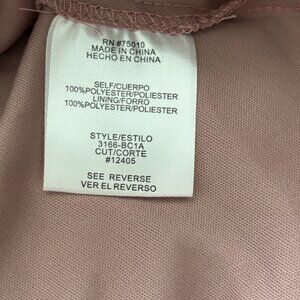 RN #75010
MADE IN CHINA
HECHO EN CHINA
SELF/CUERPO
100%POLYESTER/POLIESTER
LINING/FORRO
100%POLYESTER/POLIESTER
STYLE/ESTILO
3166-BC1A
CUT/CORTE
#12405
SEE REVERSE
VER EL REVERSO